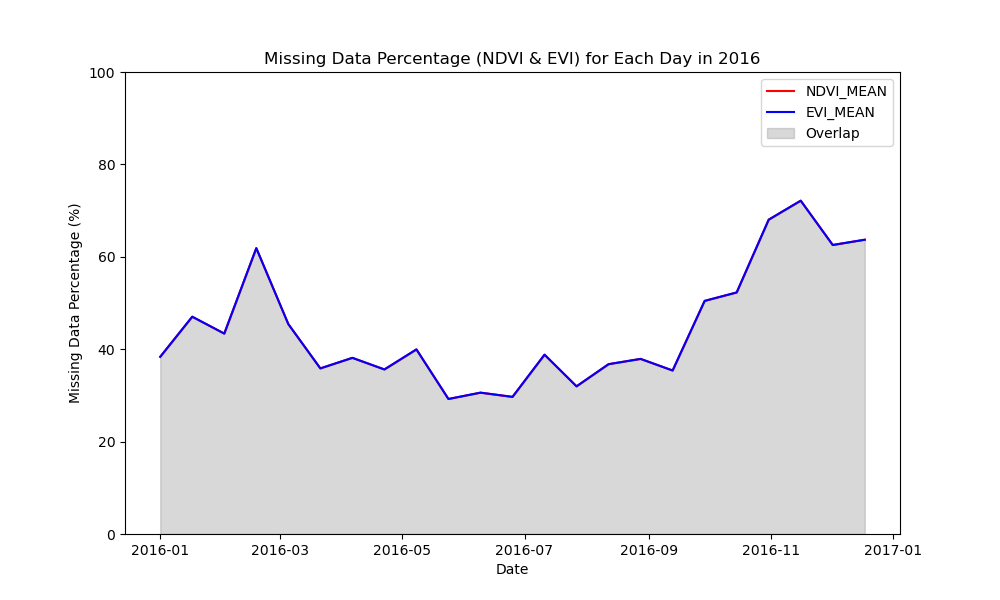 Missing Data Percentage (NDVI & EVI) for Each Day in 2016
NDVI_MEAN
EVI_MEAN
Overlap
Missing Data Percentage (%)
100
80
60
40
20
0
2016-01 2016-03 2016-05 2016-07 2016-09 2016-11 2017-01
Date